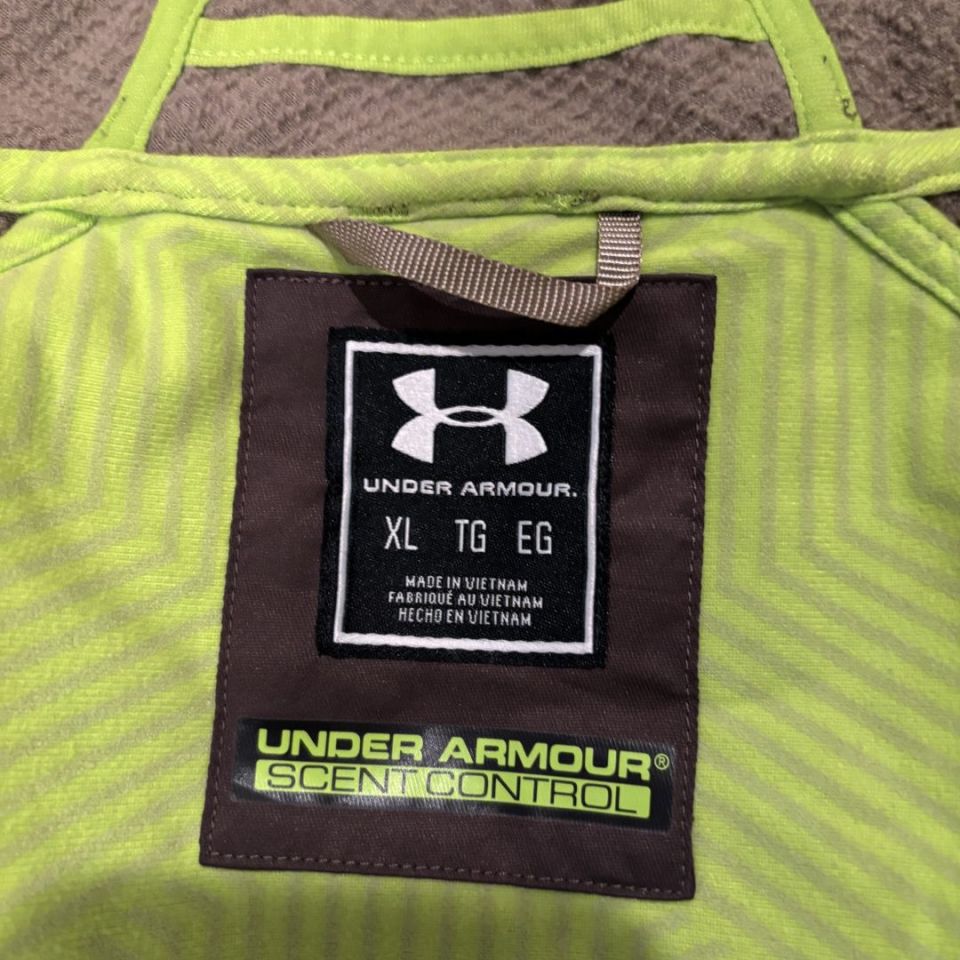 UNDER ARMOUR.
XL TG EG
MADE IN VIETNAM
FABRIQUÉ AU VIETNAM
HECHO EN VIETNAM
UNDER ARMOUR®
SCENT CONTROL